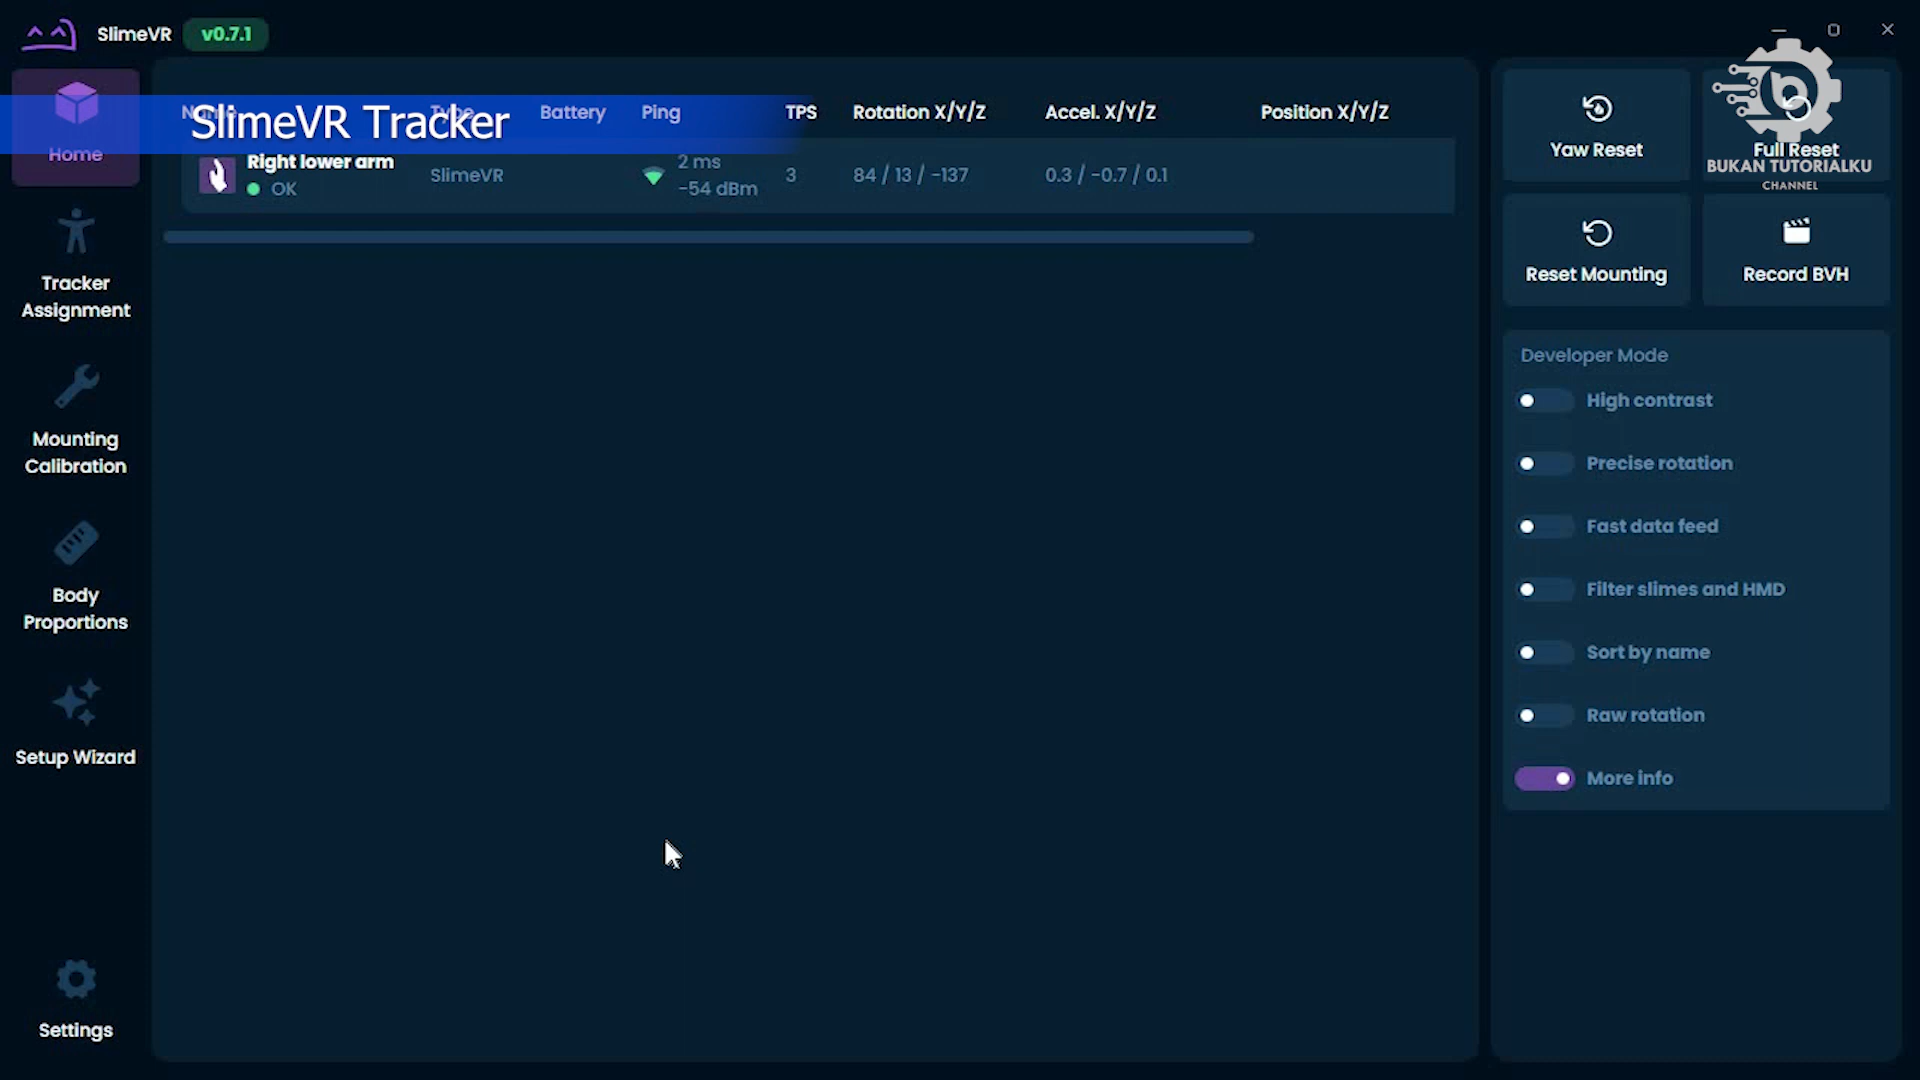 SlimeVR v0.7.1
SlimeVR Tracker
Name Type Battery Ping TPS Rotation X/Y/Z Accel. X/Y/Z Position X/Y/Z
Right lower arm
OK
SlimeVR
2 ms
-54 dBm
3
84 / 13 / -137
0.3 / -0.7 / 0.1
Home
Tracker
Assignment
Mounting
Calibration
Body
Proportions
Setup Wizard
Settings
Yaw Reset
Full Reset
BUKAN TUTORIALKU
CHANNEL
Reset Mounting
Record BVH
Developer Mode
High contrast
Precise rotation
Fast data feed
Filter slimes and HMD
Sort by name
Raw rotation
More info